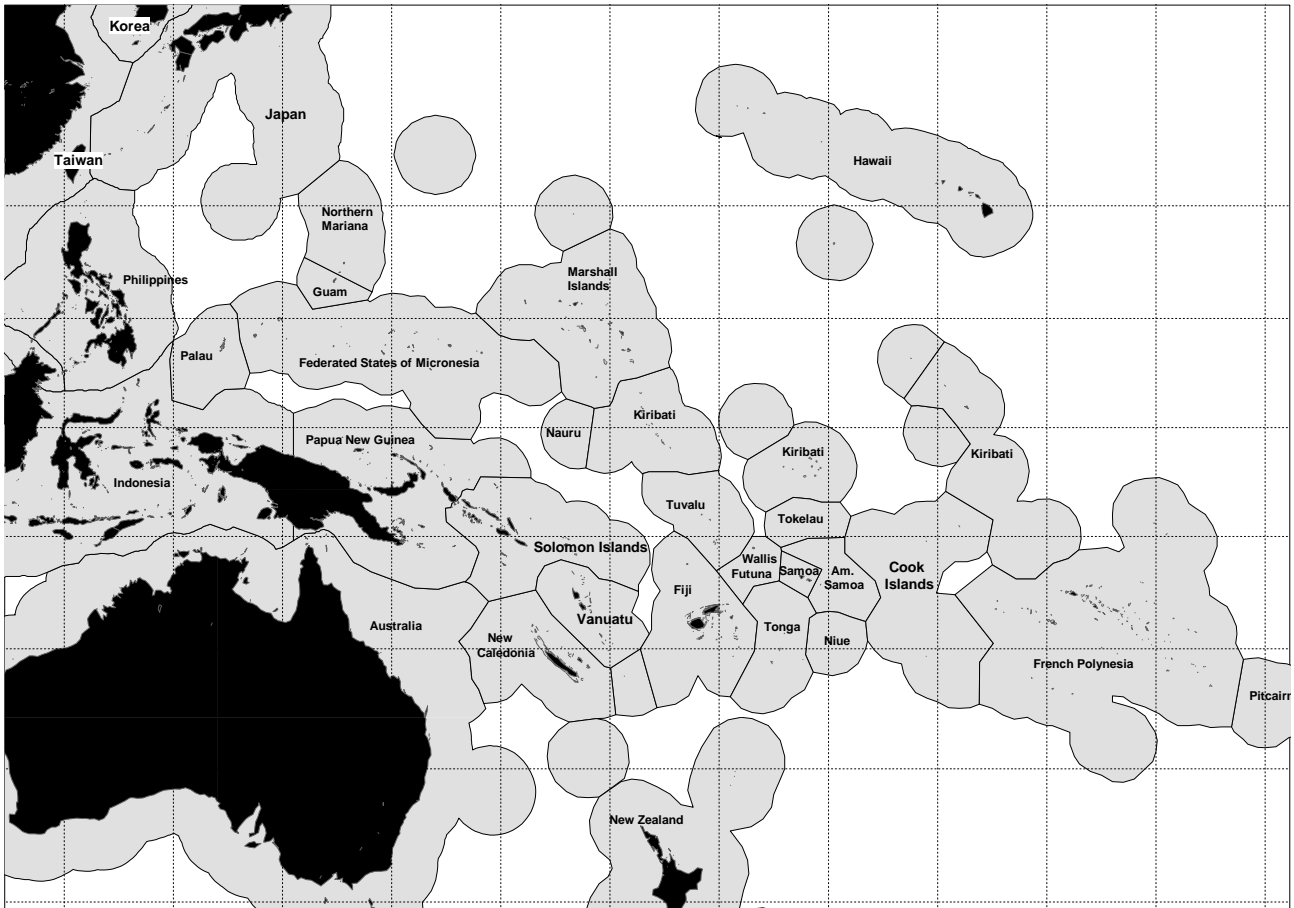 Korea
Japan
Taiwan
Hawaii
Northern
Mariana
Philippines
Guam
Marshall
Islands
Palau
Federated States of Micronesia
Nauru
Kiribati
Papua New Guinea
Kiribati
Kiribati
Indonesia
Tuvalu
Tokelau
Solomon Islands
Wallis
Futuna
Samoa
Am.
Samoa
Cook
Islands
Fiji
Vanuatu
Australia
New
Caledonia
Tonga
Niue
French Polynesia
Pitcairn
New Zealand